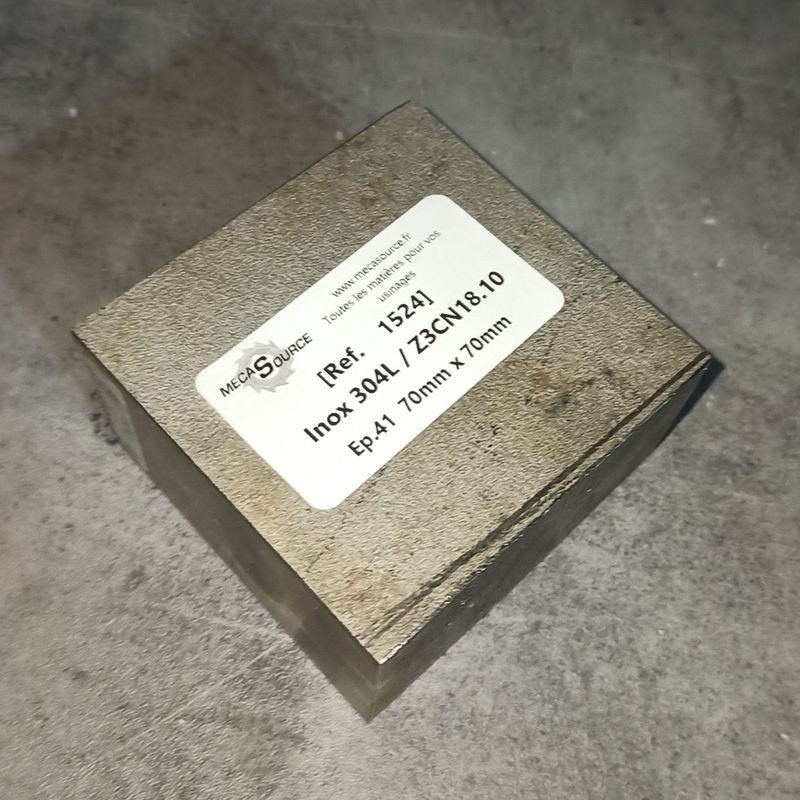 www.mecasource.fr
Toutes les matières pour vos
usinages
MECASOURCE
[Ref. 1524]
Inox 304L / Z3CN18.10
Ep.41 70mm x 70mm